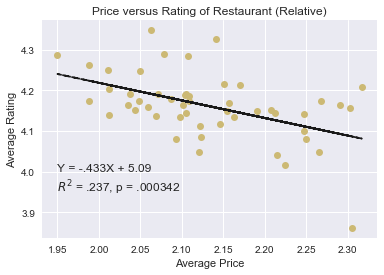 Price versus Rating of Restaurant (Relative)
Average Rating
4.3
4.2
4.1
4.0
3.9
Y = -.433X + 5.09
R² = .237, p = .000342
1.95 2.00 2.05 2.10 2.15 2.20 2.25 2.30
Average Price